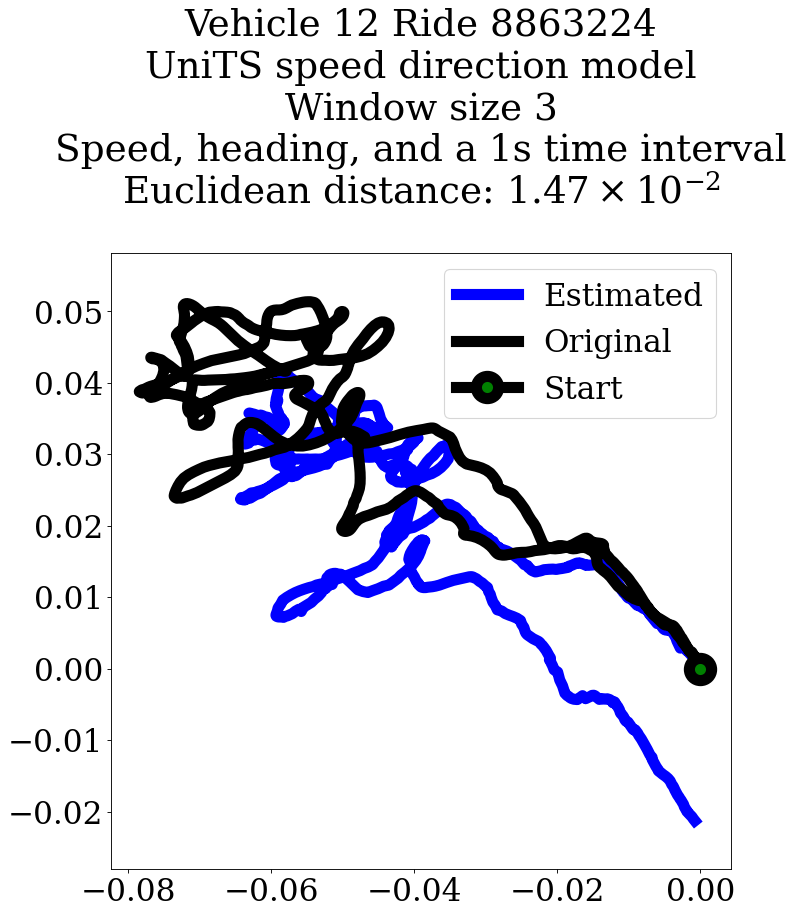 Vehicle 12 Ride 8863224
UniTS speed direction model
Window size 3
Speed, heading, and a 1s time interval
Euclidean distance: 1.47 × 10⁻²
Estimated
Original
Start
0.05
0.04
0.03
0.02
0.01
0.00
−0.01
−0.02
−0.08 −0.06 −0.04 −0.02 0.00